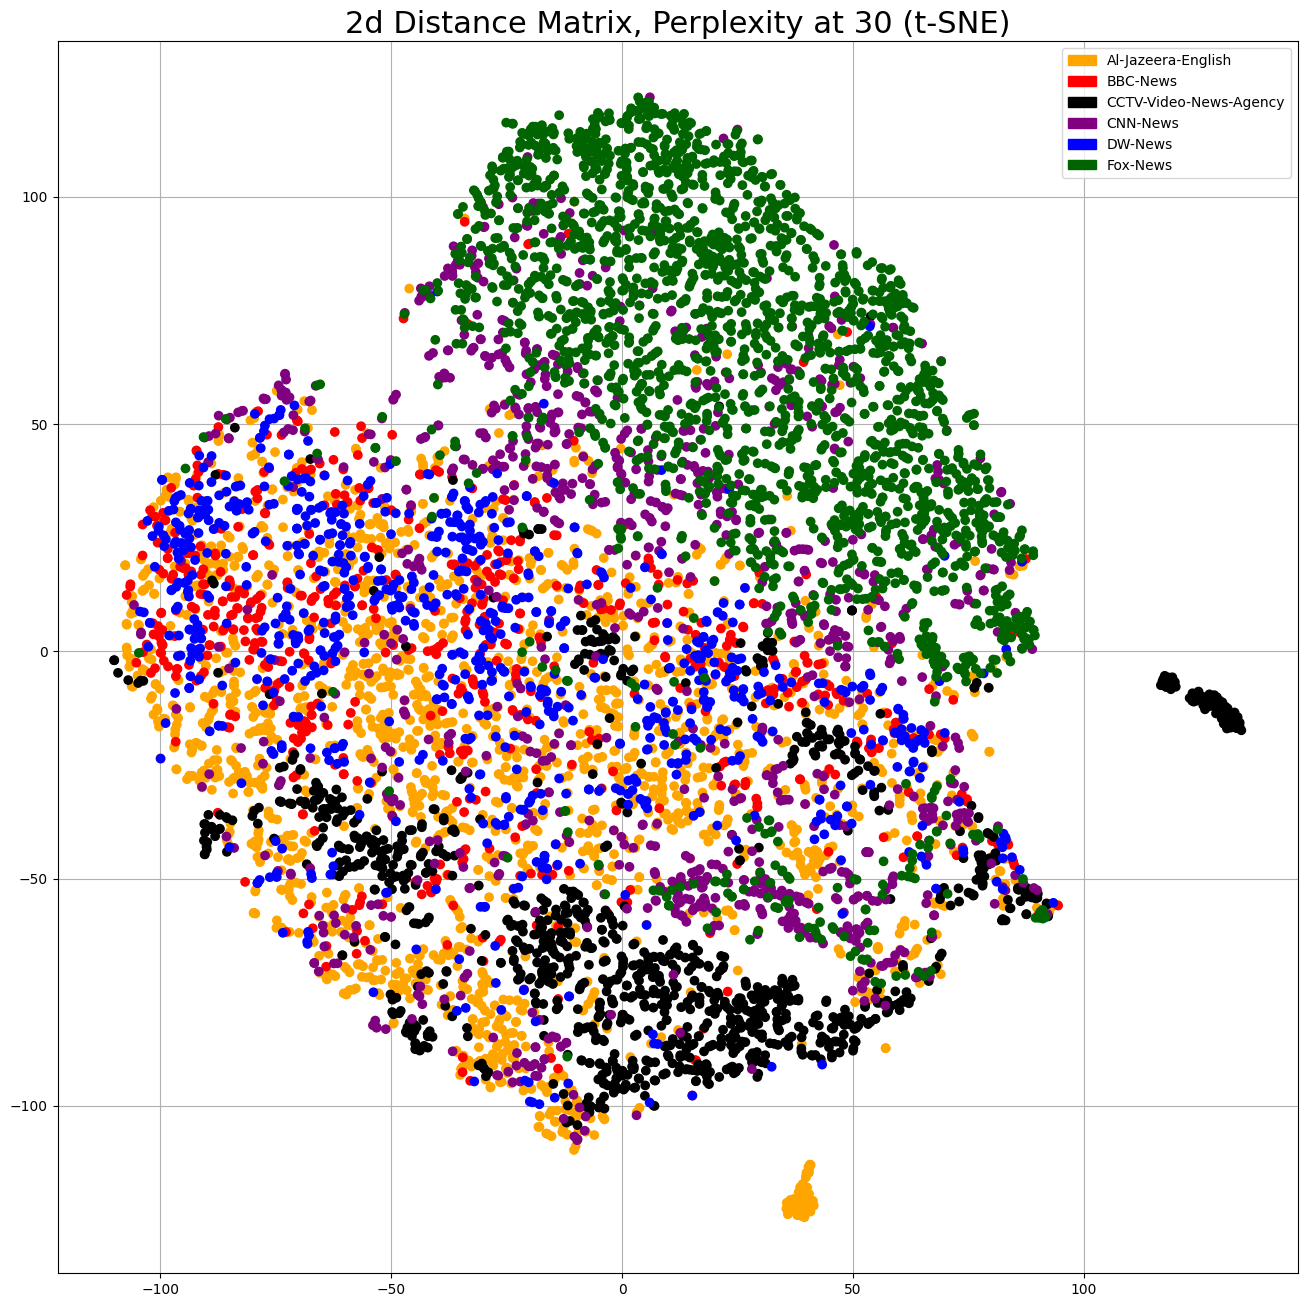 2d Distance Matrix, Perplexity at 30 (t-SNE)
Al-Jazeera-English
BBC-News
CCTV-Video-News-Agency
CNN-News
DW-News
Fox-News
100
50
0
−50
−100
−100
−50
0
50
100